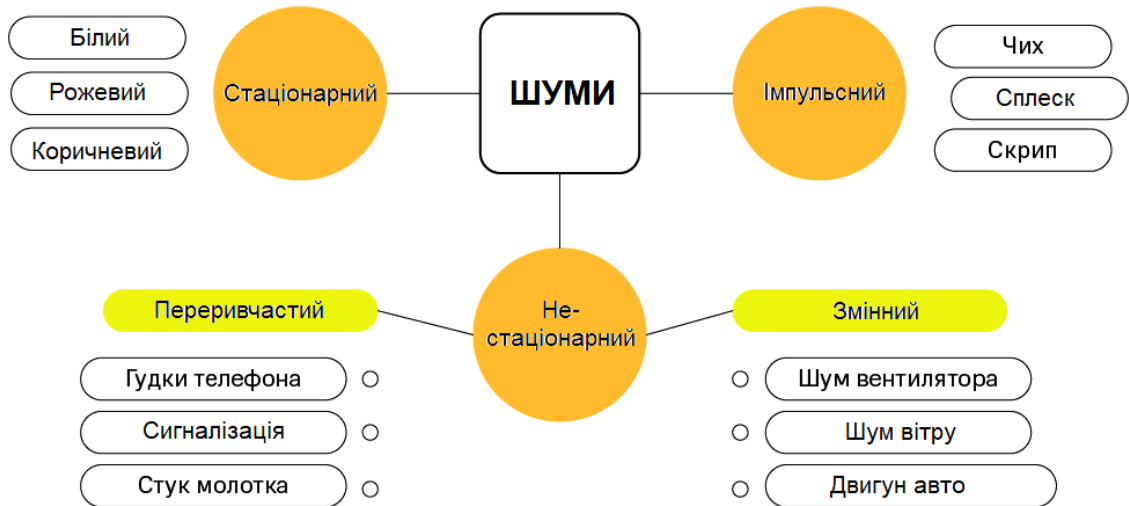 Білий
Рожевий
Коричневий
Стаціонарний
ШУМИ
Імпульсний
Чих
Сплеск
Скрип
Переривчастий
Не-
стаціонарний
Змінний
Гудки телефона
Сигналізація
Стук молотка
Шум вентилятора
Шум вітру
Двигун авто